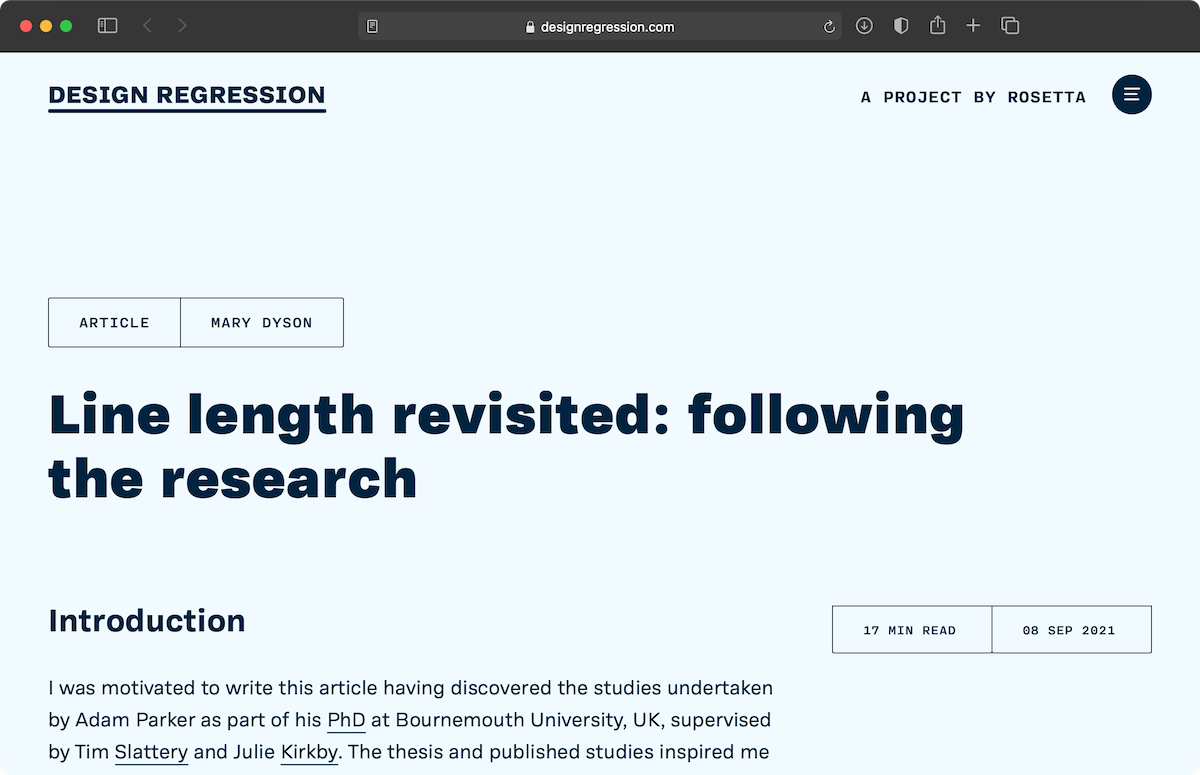 designregression.com
DESIGN REGRESSION
A PROJECT BY ROSETTA
ARTICLE
MARY DYSON
Line length revisited: following
the research
Introduction
17 MIN READ
08 SEP 2021
I was motivated to write this article having discovered the studies undertaken
by Adam Parker as part of his PhD at Bournemouth University, UK, supervised
by Tim Slattery and Julie Kirkby. The thesis and published studies inspired me